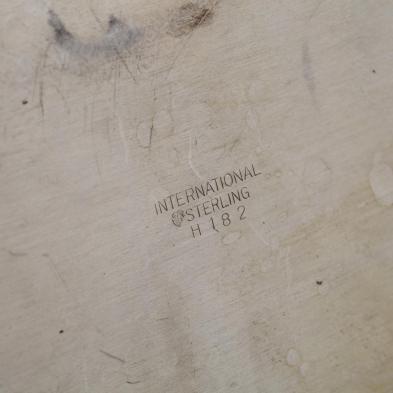 INTERNATIONAL
STERLING
H 182